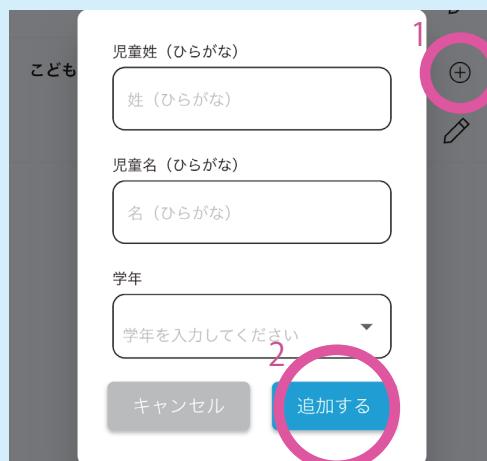 1
児童姓（ひらがな）
こども
姓（ひらがな）
児童名（ひらがな）
名（ひらがな）
学年
学年を入力してください
2
キャンセル
追加する